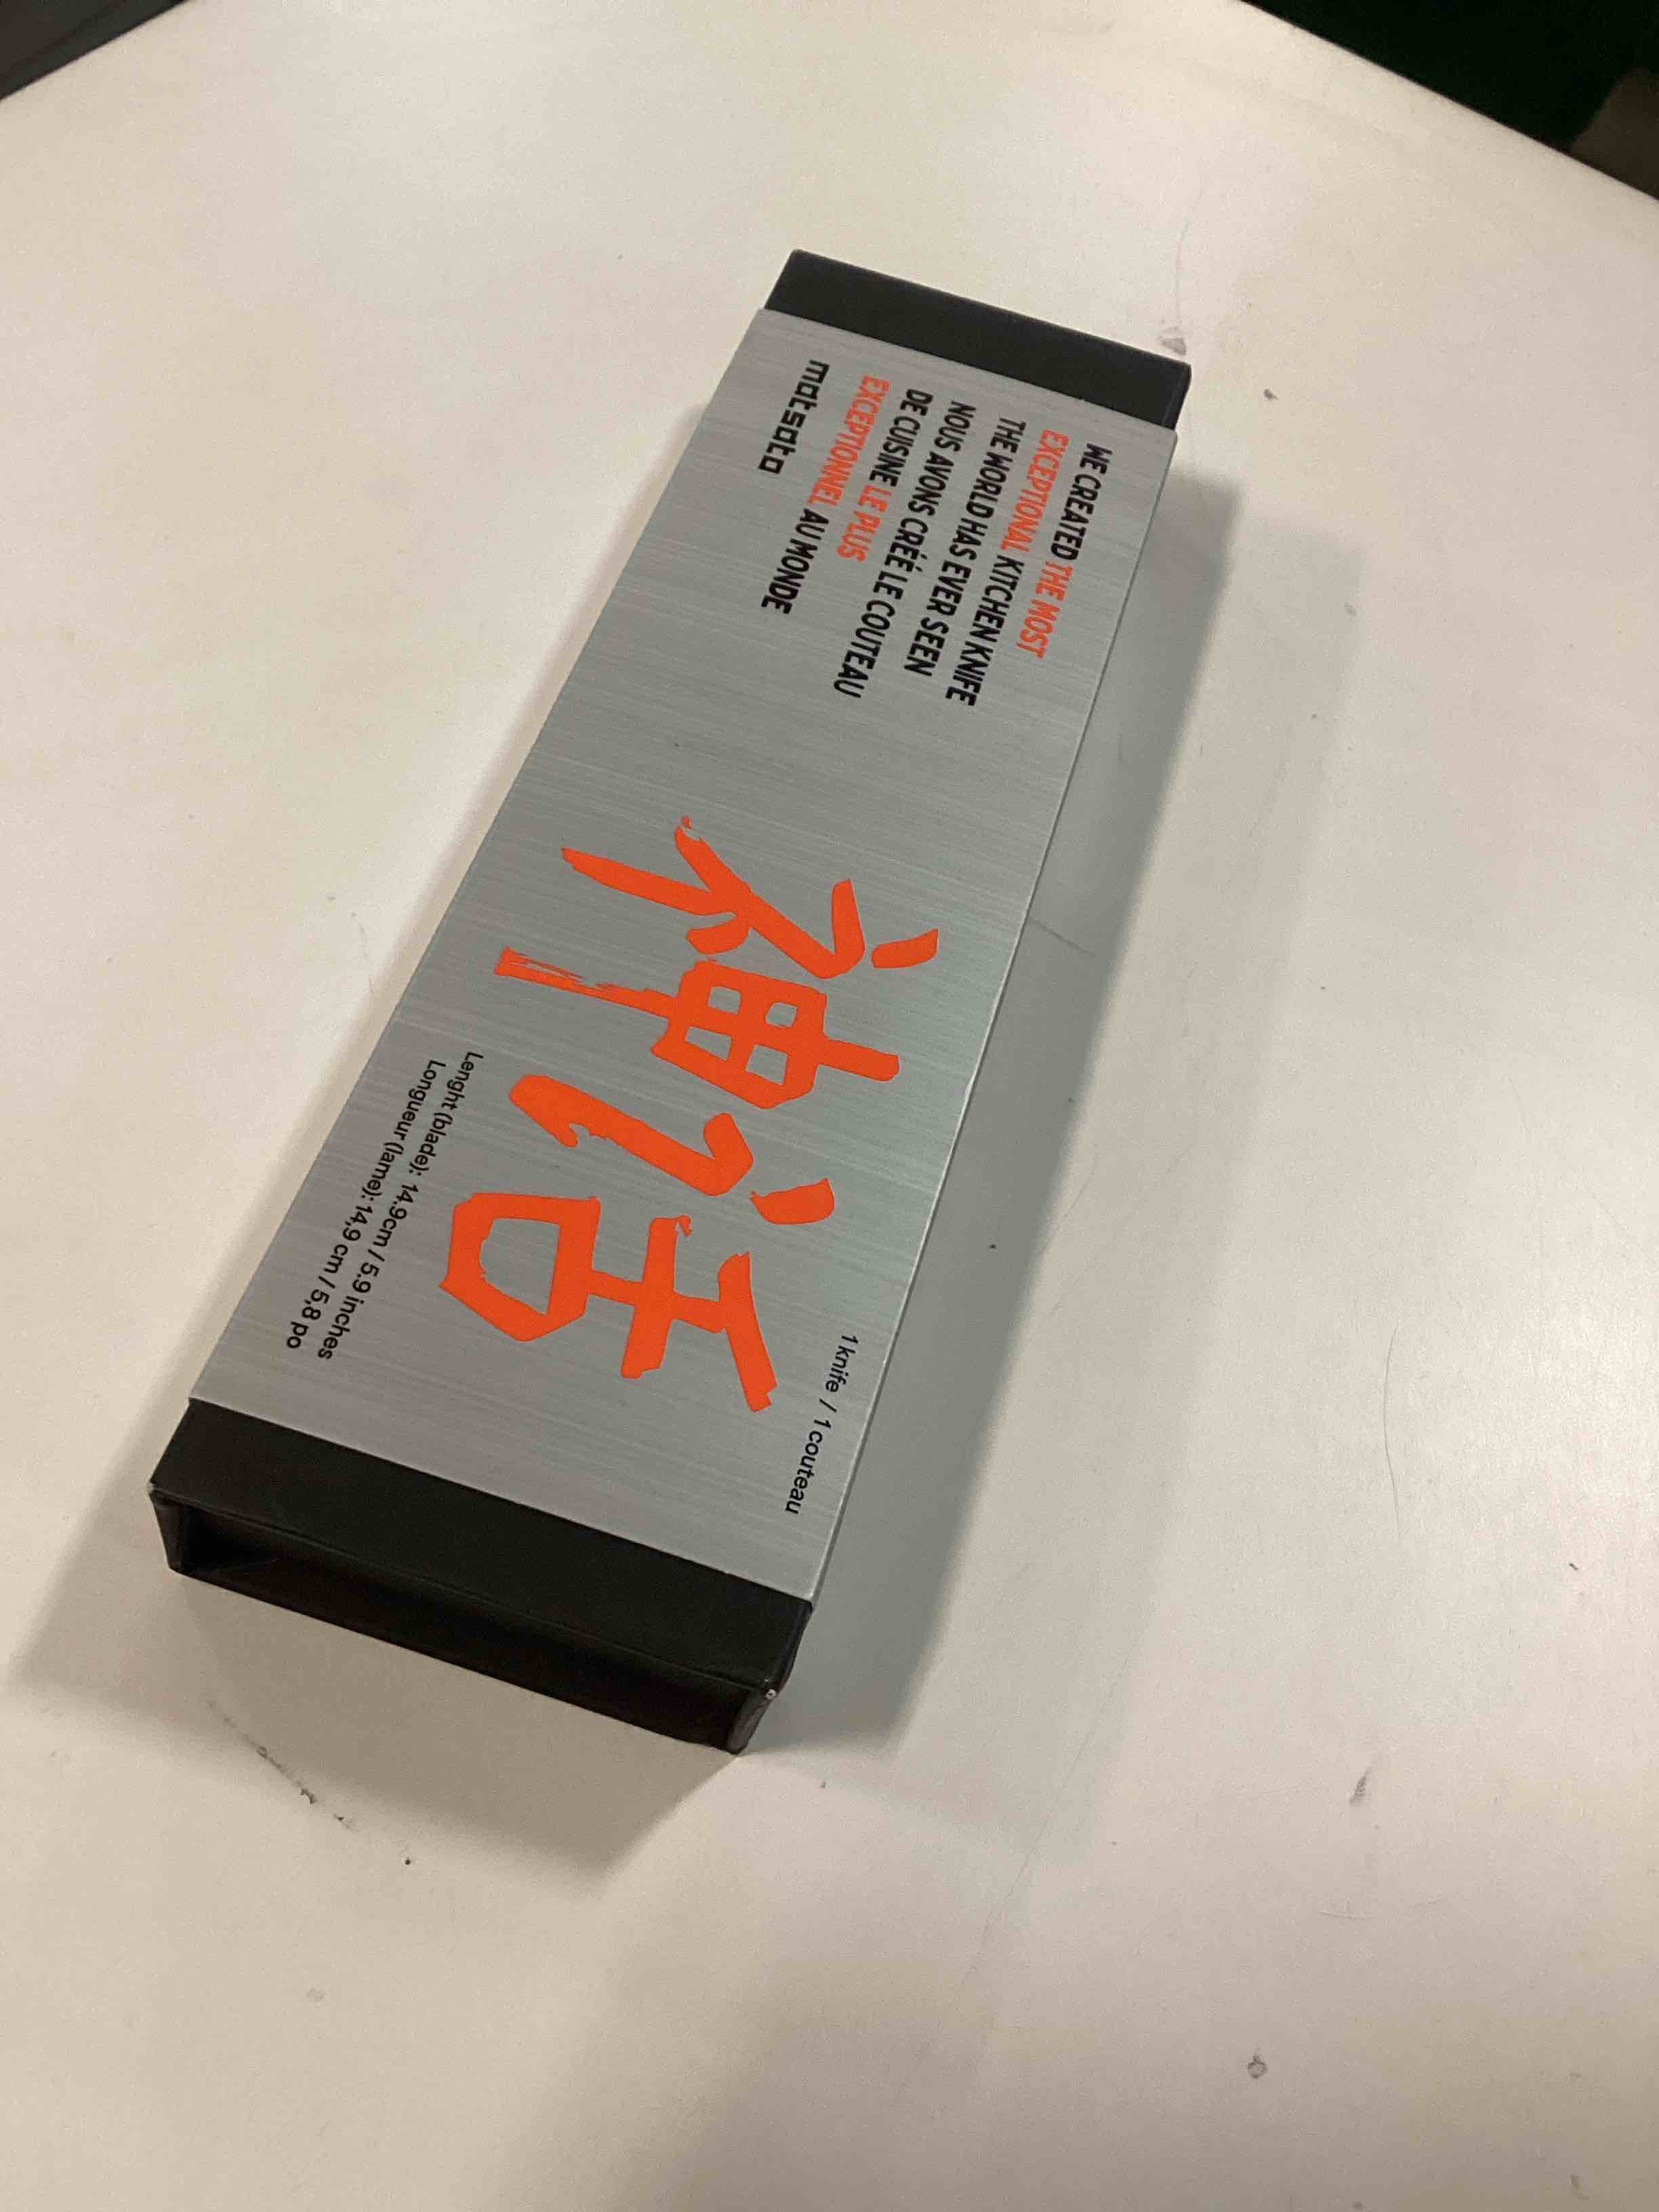 WE CREATED THE MOST
EXCEPTIONAL KITCHEN KNIFE
THE WORLD HAS EVER SEEN
NOUS AVONS CRÉÉ LE COUTEAU
DE CUISINE LE PLUS
EXCEPTIONNEL AU MONDE
matsato
神话
1 knife / 1 couteau
Lenght (blade): 14.9cm / 5.9 inches
Longueur (lame): 14,9 cm / 5,8 po